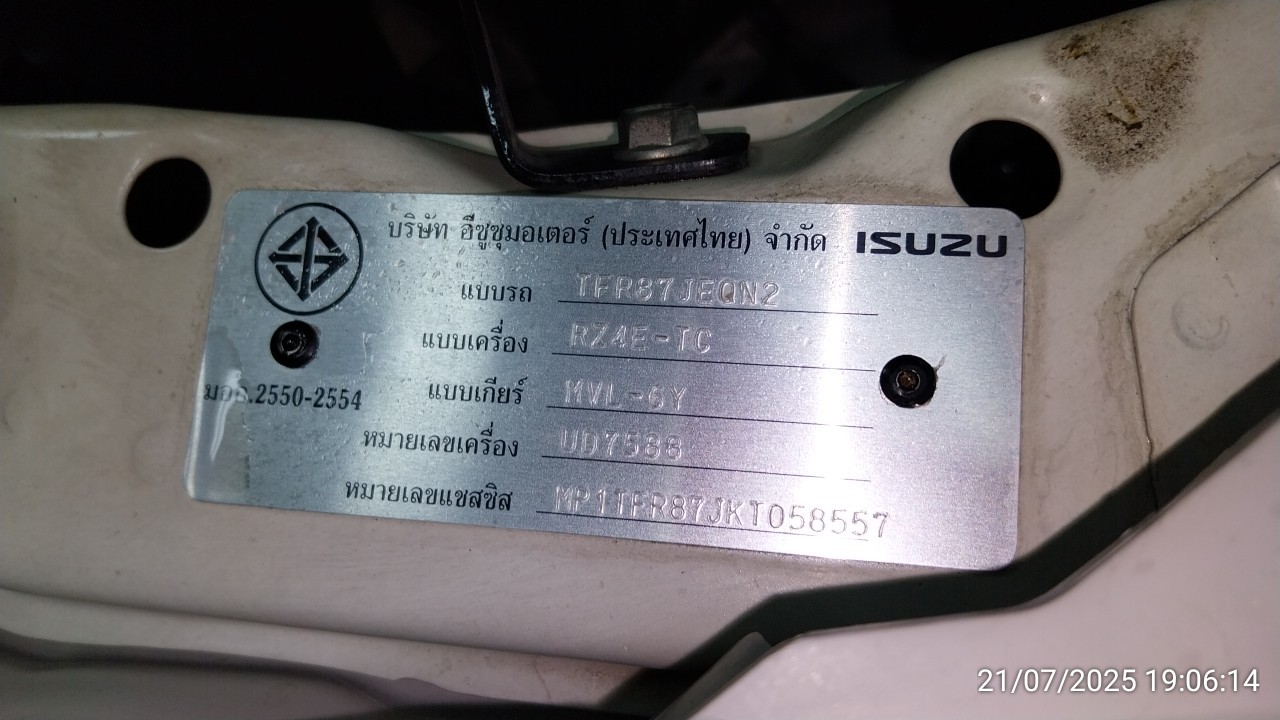 บริษัท อีซูซุมอเตอร์ (ประเทศไทย) จำกัด ISUZU
แบบรถ TFR87JEQN2
แบบเครื่อง RZ4E-TC
มอก.2550-2554
แบบเกียร์ MVL-6Y
หมายเลขเครื่อง UD7588
หมายเลขแชสซิส MP1TFR87JKT058557
21/07/2025 19:06:14